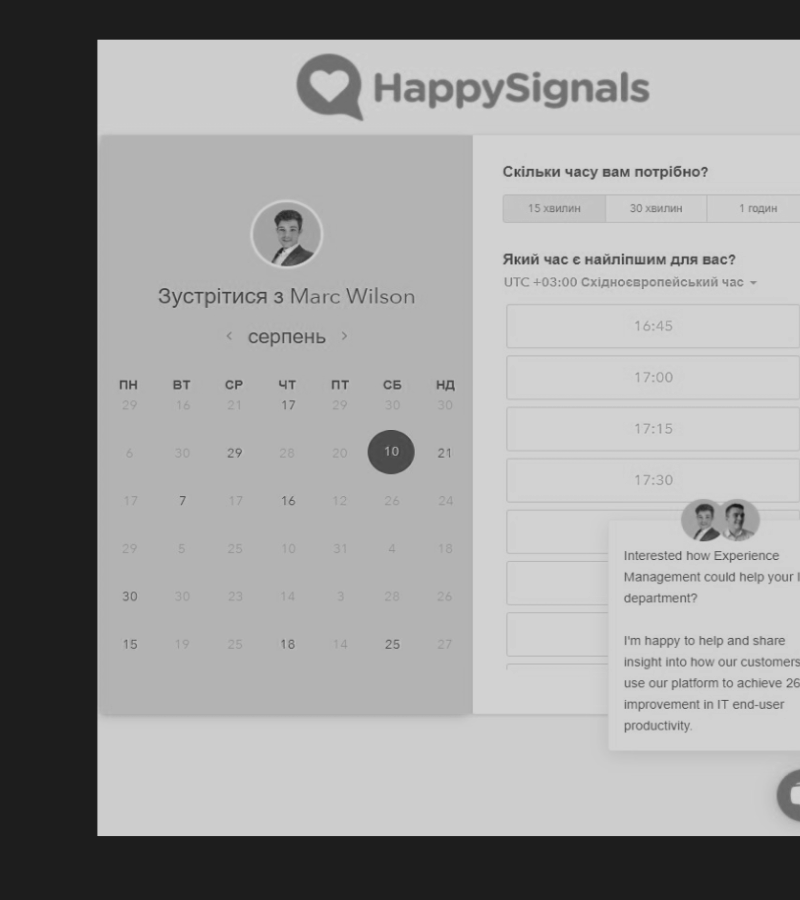 HappySignals
Зустрітися з Marc Wilson
серпень
ПН ВТ СР ЧТ ПТ СБ НД
29 16 21 17 29 30 30
6 30 29 28 20 10 21
17 7 17 16 12 26 24
29 5 25 10 31 4 18
30 30 23 14 3 28 26
15 19 25 18 14 25 27
Скільки часу вам потрібно?
15 хвилин 30 хвилин 1 годин
Який час є найліпшим для вас?
UTC +03:00 Східноєвропейський час
16:45
17:00
17:15
17:30
Interested how Experience
Management could help your
department?
I'm happy to help and share
insight into how our customers
use our platform to achieve 26
improvement in IT end-user
productivity.